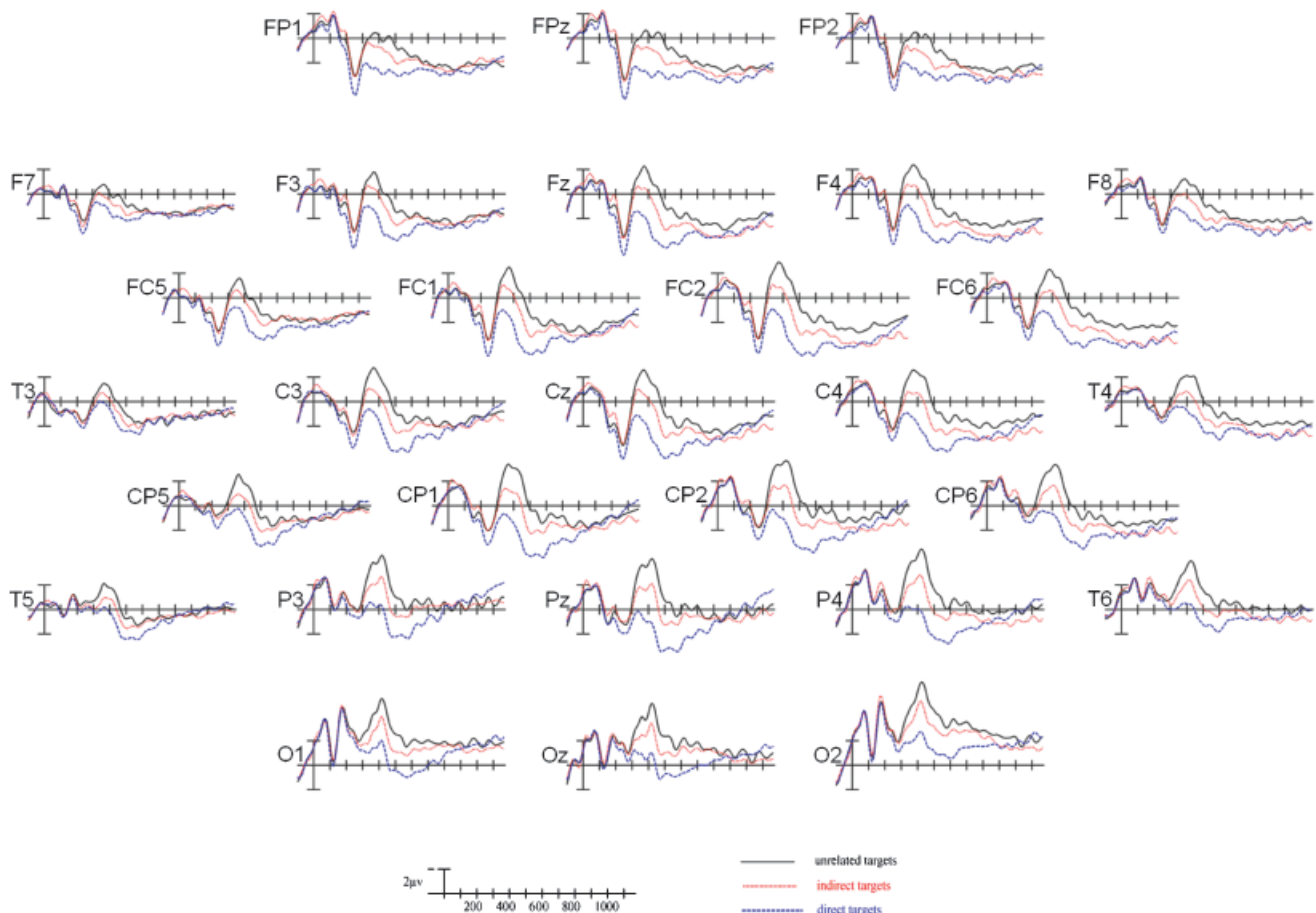 FP1 FPz FP2
F7 F3 Fz F4 F8
FC5 FC1 FC2 FC6
T3 C3 Cz C4 T4
CP5 CP1 CP2 CP6
T5 P3 Pz P4 T6
O1 Oz O2
unrelated targets
2μv
indirect targets
200 400 600 800 1000
direct targets